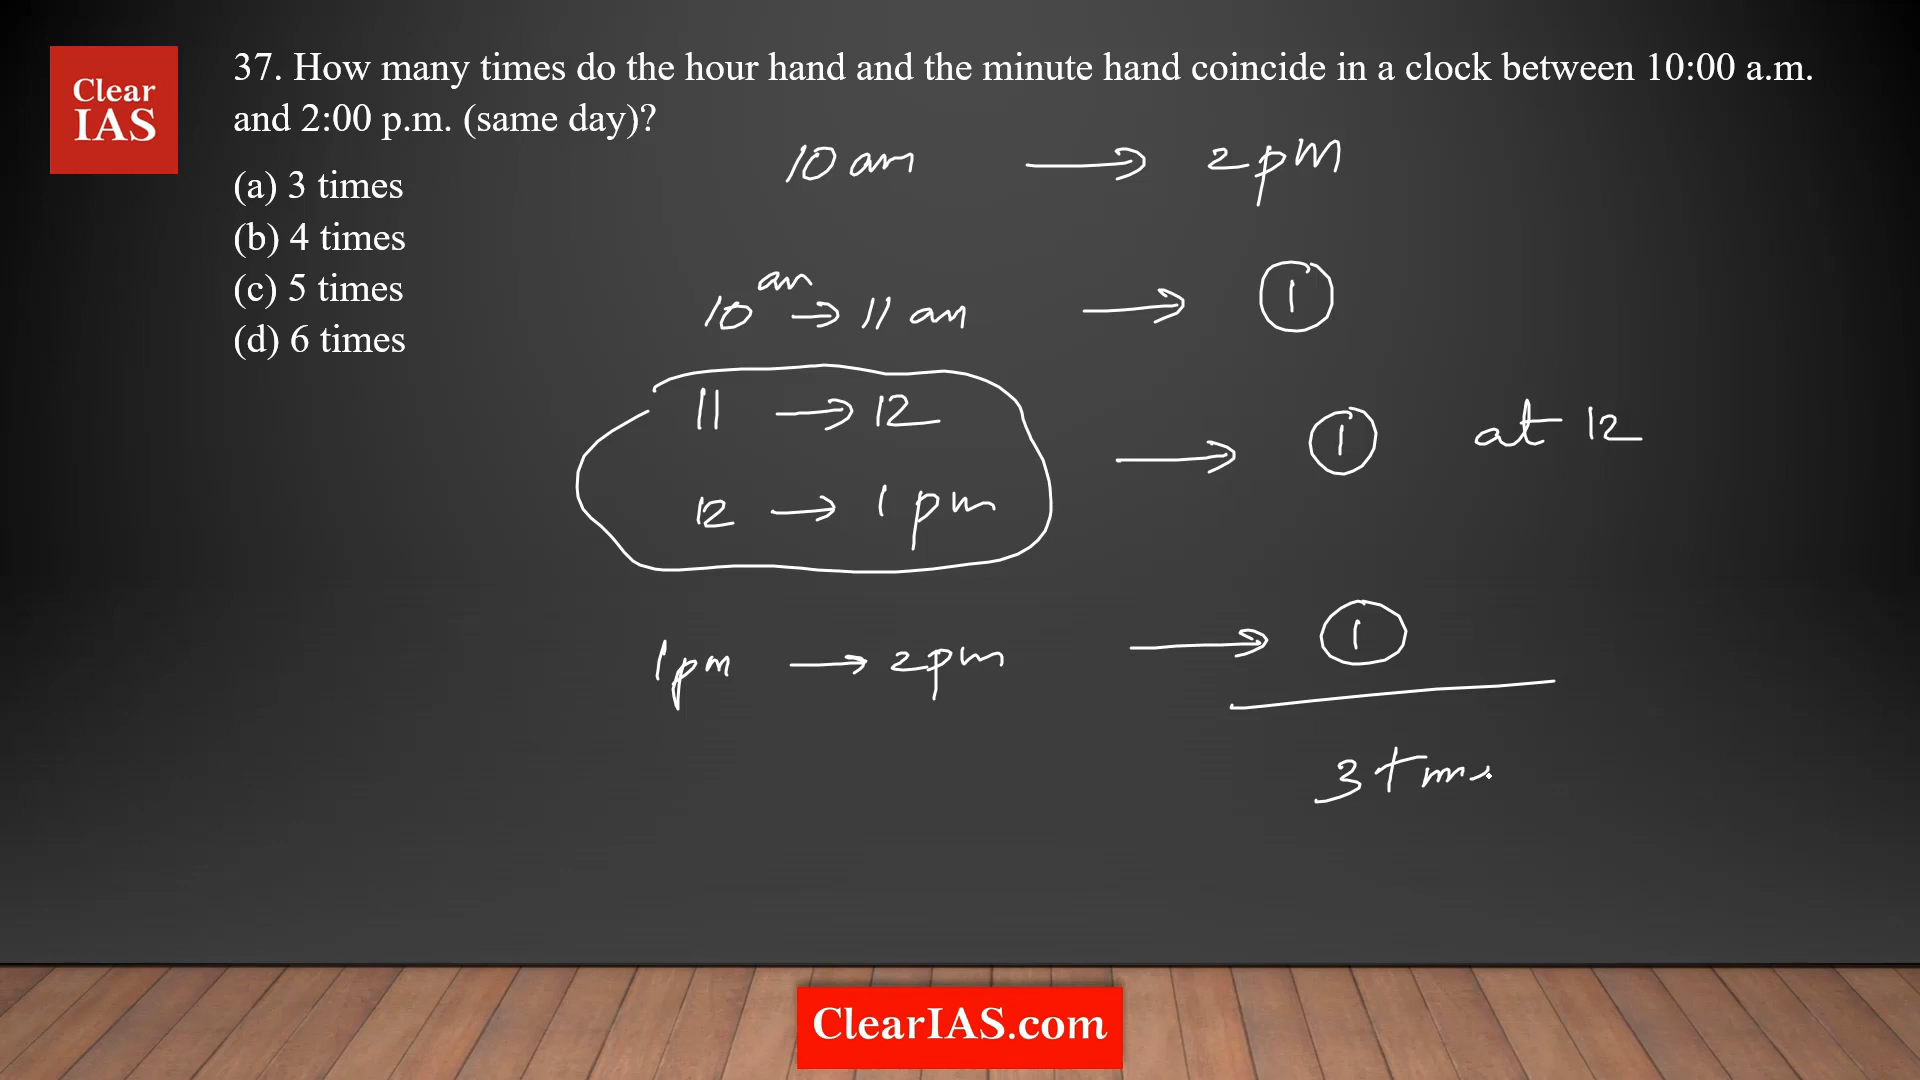 Clear
IAS
37. How many times do the hour hand and the minute hand coincide in a clock between 10:00 a.m.
and 2:00 p.m. (same day)?
(a) 3 times
(b) 4 times
(c) 5 times
(d) 6 times
10 am → 2pm
10 am → 11 am → 1
11 → 12
12 → 1 pm
→ 1 at 12
1pm → 2pm → 1
3
ClearIAS.com